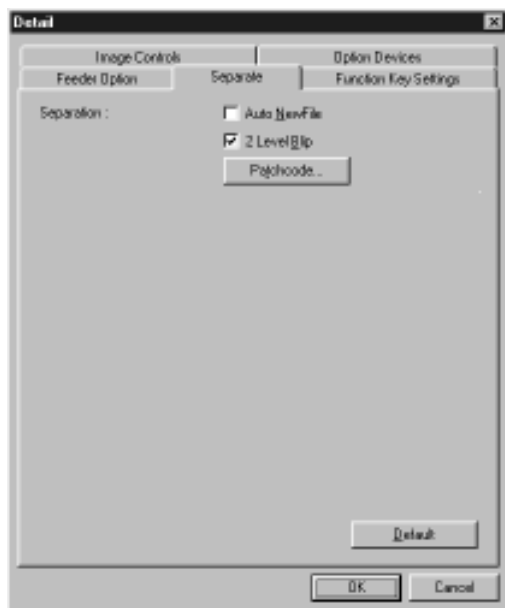 Detail
Image Controls Option Devices
Feeder Option Separate Function Key Settings
Separation : Auto NewFile
2 Level Blip
Patchcode...
Default
OK Cancel